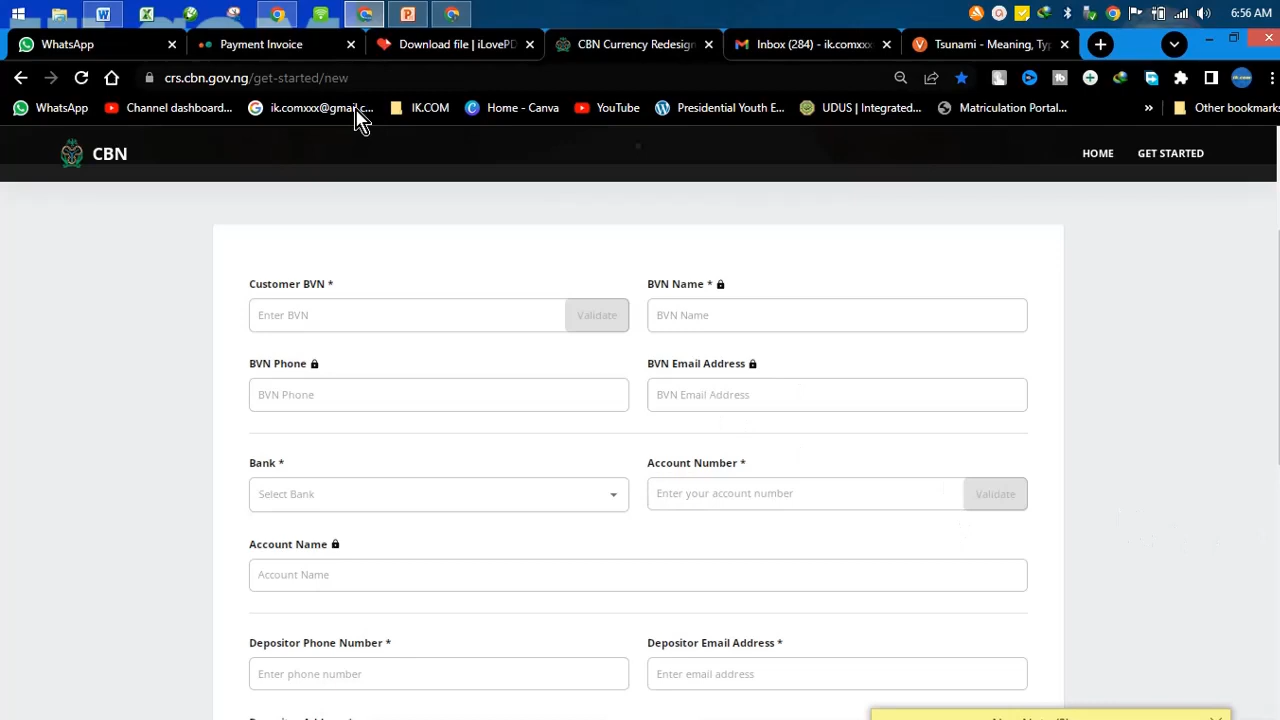 6:56 AM
WhatsApp
Payment Invoice
Download file | iLovePD
CBN Currency Redesign
Inbox (284) - ik.comxxx
Tsunami - Meaning, Typ
crs.cbn.gov.ng/get-started/new
WhatsApp
Channel dashboard...
ik.comxxx@gmail.c...
IK.COM
Home - Canva
YouTube
Presidential Youth E...
UDUS | Integrated...
Matriculation Portal...
Other bookmarks
CBN
HOME GET STARTED
Customer BVN *
BVN Name *
Enter BVN
Validate
BVN Name
BVN Phone
BVN Email Address
BVN Phone
BVN Email Address
Bank *
Account Number *
Select Bank
Enter your account number
Validate
Account Name
Account Name
Depositor Phone Number *
Depositor Email Address *
Enter phone number
Enter email address